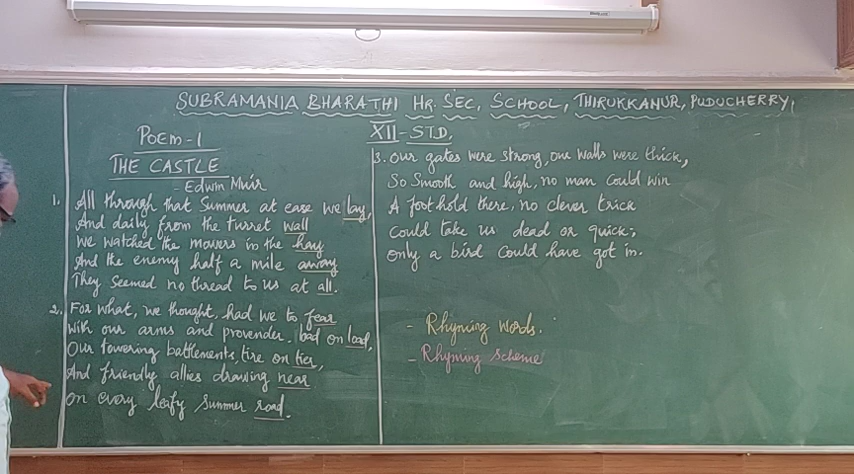 SUBRAMANIA BHARATHI Hr. SEC, SCHOOL, THIRUKKANUR, PUDUCHERRY,
XII-STD,
POEM-1
THE CASTLE
- Edwin Muir
1. All through that Summer at ease we lay,
And daily from the turret wall
We watched the mowers in the hay
And the enemy half a mile away
They seemed no thread to us at all.
2. For what, we thought, had we to fear
With our arms and provender, load on load,
Our towering battlements, tire on tier,
And friendly allies drawing near
On every leafy summer road.
3. Our gates were strong, our walls were thick,
So smooth and high, no man could win
A foothold there, no clever trick
Could take us dead or quick;
Only a bird could have got in.
- Rhyming words.
- Rhyming scheme